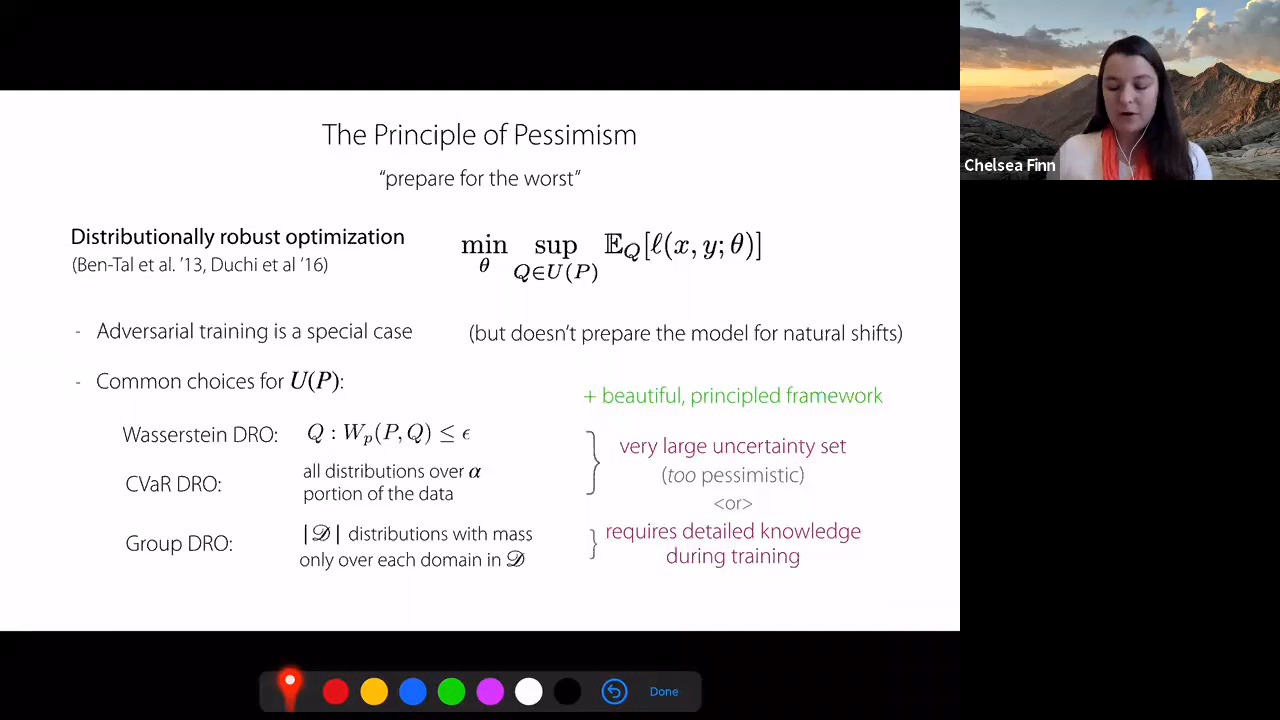 The Principle of Pessimism
“prepare for the worst”
Chelsea Finn
Distributionally robust optimization
(Ben-Tal et al. ’13, Duchi et al ’16)
min_θ sup_{Q∈U(P)} 𝔼_Q[ℓ(x, y; θ)]
- Adversarial training is a special case
(but doesn’t prepare the model for natural shifts)
- Common choices for U(P):
+ beautiful, principled framework
Wasserstein DRO: Q : W_p(P, Q) ≤ ϵ
CVaR DRO: all distributions over α
portion of the data
very large uncertainty set
(too pessimistic)
<or>
Group DRO: |𝒟| distributions with mass
only over each domain in 𝒟
requires detailed knowledge
during training
Done